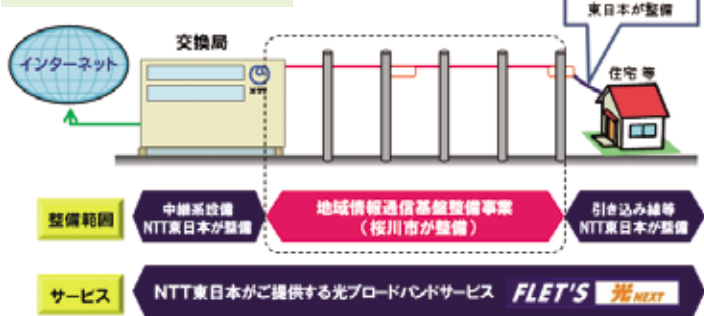 東日本が整備
交換局
インターネット
NTT
住宅 等
整備範囲
中継系設備
NTT東日本が整備
地域情報通信基盤整備事業
（桜川市が整備）
引き込み線等
NTT東日本が整備
サービス
NTT東日本がご提供する光ブロードバンドサービス FLET'S 光NEXT